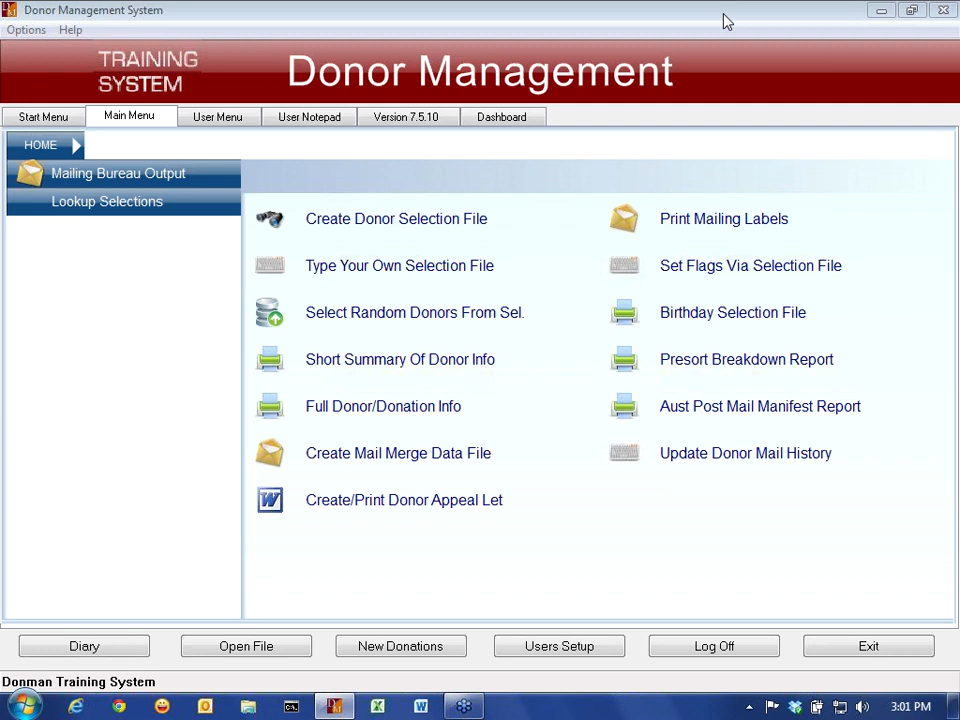 Donor Management System
Options Help
TRAINING
SYSTEM
Donor Management
Start Menu Main Menu User Menu User Notepad Version 7.5.10 Dashboard
HOME
Mailing Bureau Output
Lookup Selections
Create Donor Selection File Print Mailing Labels
Type Your Own Selection File Set Flags Via Selection File
Select Random Donors From Sel. Birthday Selection File
Short Summary Of Donor Info Presort Breakdown Report
Full Donor/Donation Info Aust Post Mail Manifest Report
Create Mail Merge Data File Update Donor Mail History
Create/Print Donor Appeal Let
Diary Open File New Donations Users Setup Log Off Exit
Donman Training System
3:01 PM